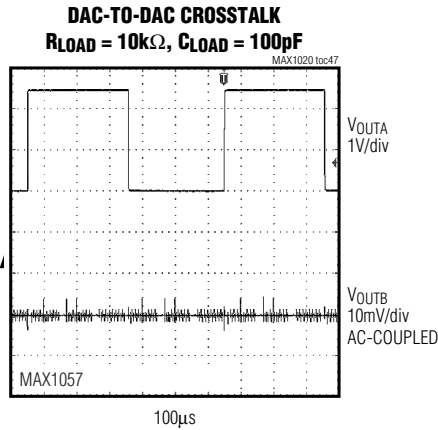 DAC-TO-DAC CROSSTALK
RLOAD = 10kΩ, CLOAD = 100pF
MAX1020 toc47
VOUTA
1V/div
VOUTB
10mV/div
AC-COUPLED
MAX1057
100µs